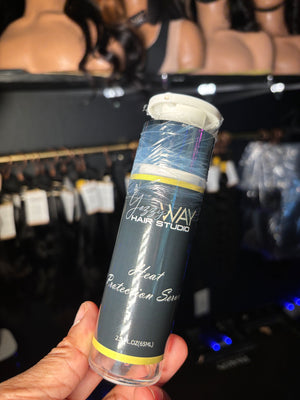 WAY
HAIR STUDIO
Heat
Protection Serum
(65ML)